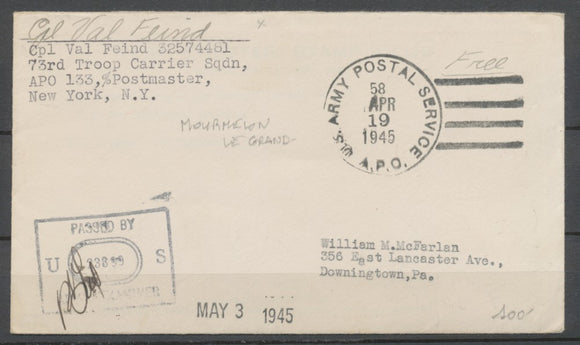 Cpl Val Feind
Cpl Val Feind 32574461
73rd Troop Carrier Sqdn,
APO 133,% Postmaster,
New York, N.Y.
Free
U.S. ARMY POSTAL SERVICE
58
APR
19
1945
A.P.O.
MOURMELON
LE GRAND
PASSED BY
U S
William M.McFarlan
356 East Lancaster Ave.,
Downingtown,Pa.
MAY 3 1945